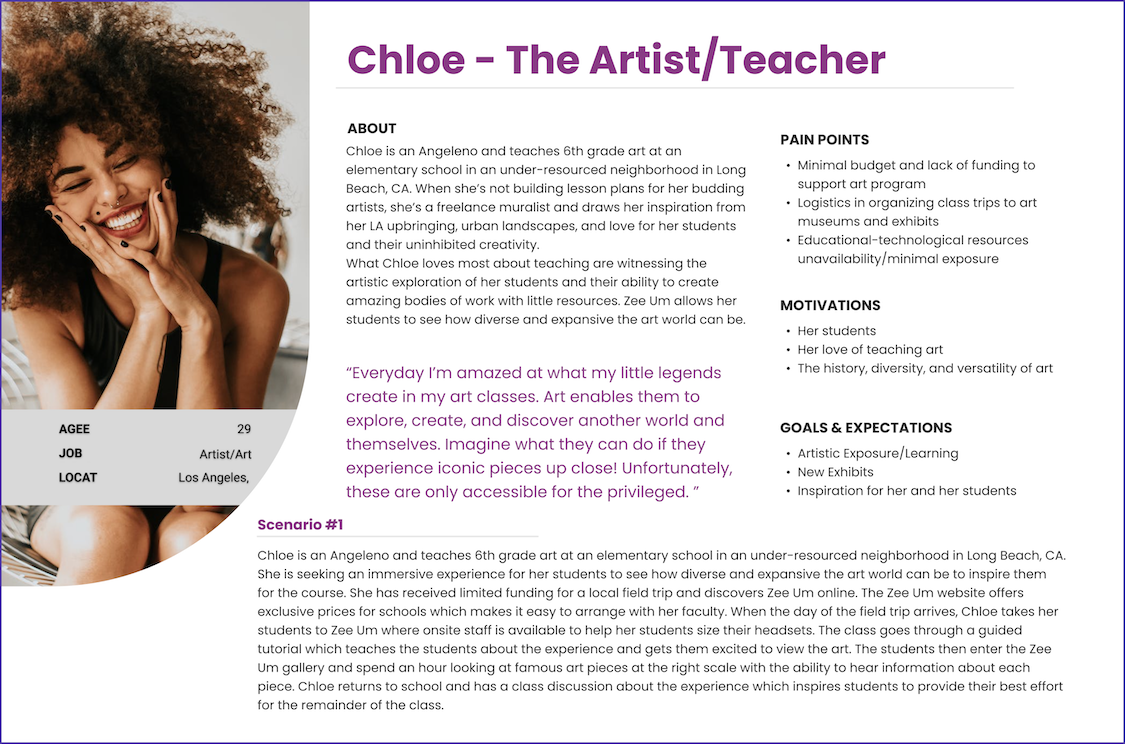 Chloe - The Artist/Teacher
ABOUT
Chloe is an Angeleno and teaches 6th grade art at an
elementary school in an under-resourced neighborhood in Long
Beach, CA. When she’s not building lesson plans for her budding
artists, she’s a freelance muralist and draws her inspiration from
her LA upbringing, urban landscapes, and love for her students
and their uninhibited creativity.
What Chloe loves most about teaching are witnessing the
artistic exploration of her students and their ability to create
amazing bodies of work with little resources. Zee Um allows her
students to see how diverse and expansive the art world can be.
“Everyday I’m amazed at what my little legends
create in my art classes. Art enables them to
explore, create, and discover another world and
themselves. Imagine what they can do if they
experience iconic pieces up close! Unfortunately,
these are only accessible for the privileged. ”
PAIN POINTS
• Minimal budget and lack of funding to
support art program
• Logistics in organizing class trips to art
museums and exhibits
• Educational-technological resources
unavailability/minimal exposure
MOTIVATIONS
• Her students
• Her love of teaching art
• The history, diversity, and versatility of art
GOALS & EXPECTATIONS
• Artistic Exposure/Learning
• New Exhibits
• Inspiration for her and her students
AGEE 29
JOB Artist/Art
LOCAT Los Angeles,
Scenario #1
Chloe is an Angeleno and teaches 6th grade art at an elementary school in an under-resourced neighborhood in Long Beach, CA.
She is seeking an immersive experience for her students to see how diverse and expansive the art world can be to inspire them
for the course. She has received limited funding for a local field trip and discovers Zee Um online. The Zee Um website offers
exclusive prices for schools which makes it easy to arrange with her faculty. When the day of the field trip arrives, Chloe takes her
students to Zee Um where onsite staff is available to help her students size their headsets. The class goes through a guided
tutorial which teaches the students about the experience and gets them excited to view the art. The students then enter the Zee
Um gallery and spend an hour looking at famous art pieces at the right scale with the ability to hear information about each
piece. Chloe returns to school and has a class discussion about the experience which inspires students to provide their best effort
for the remainder of the class.